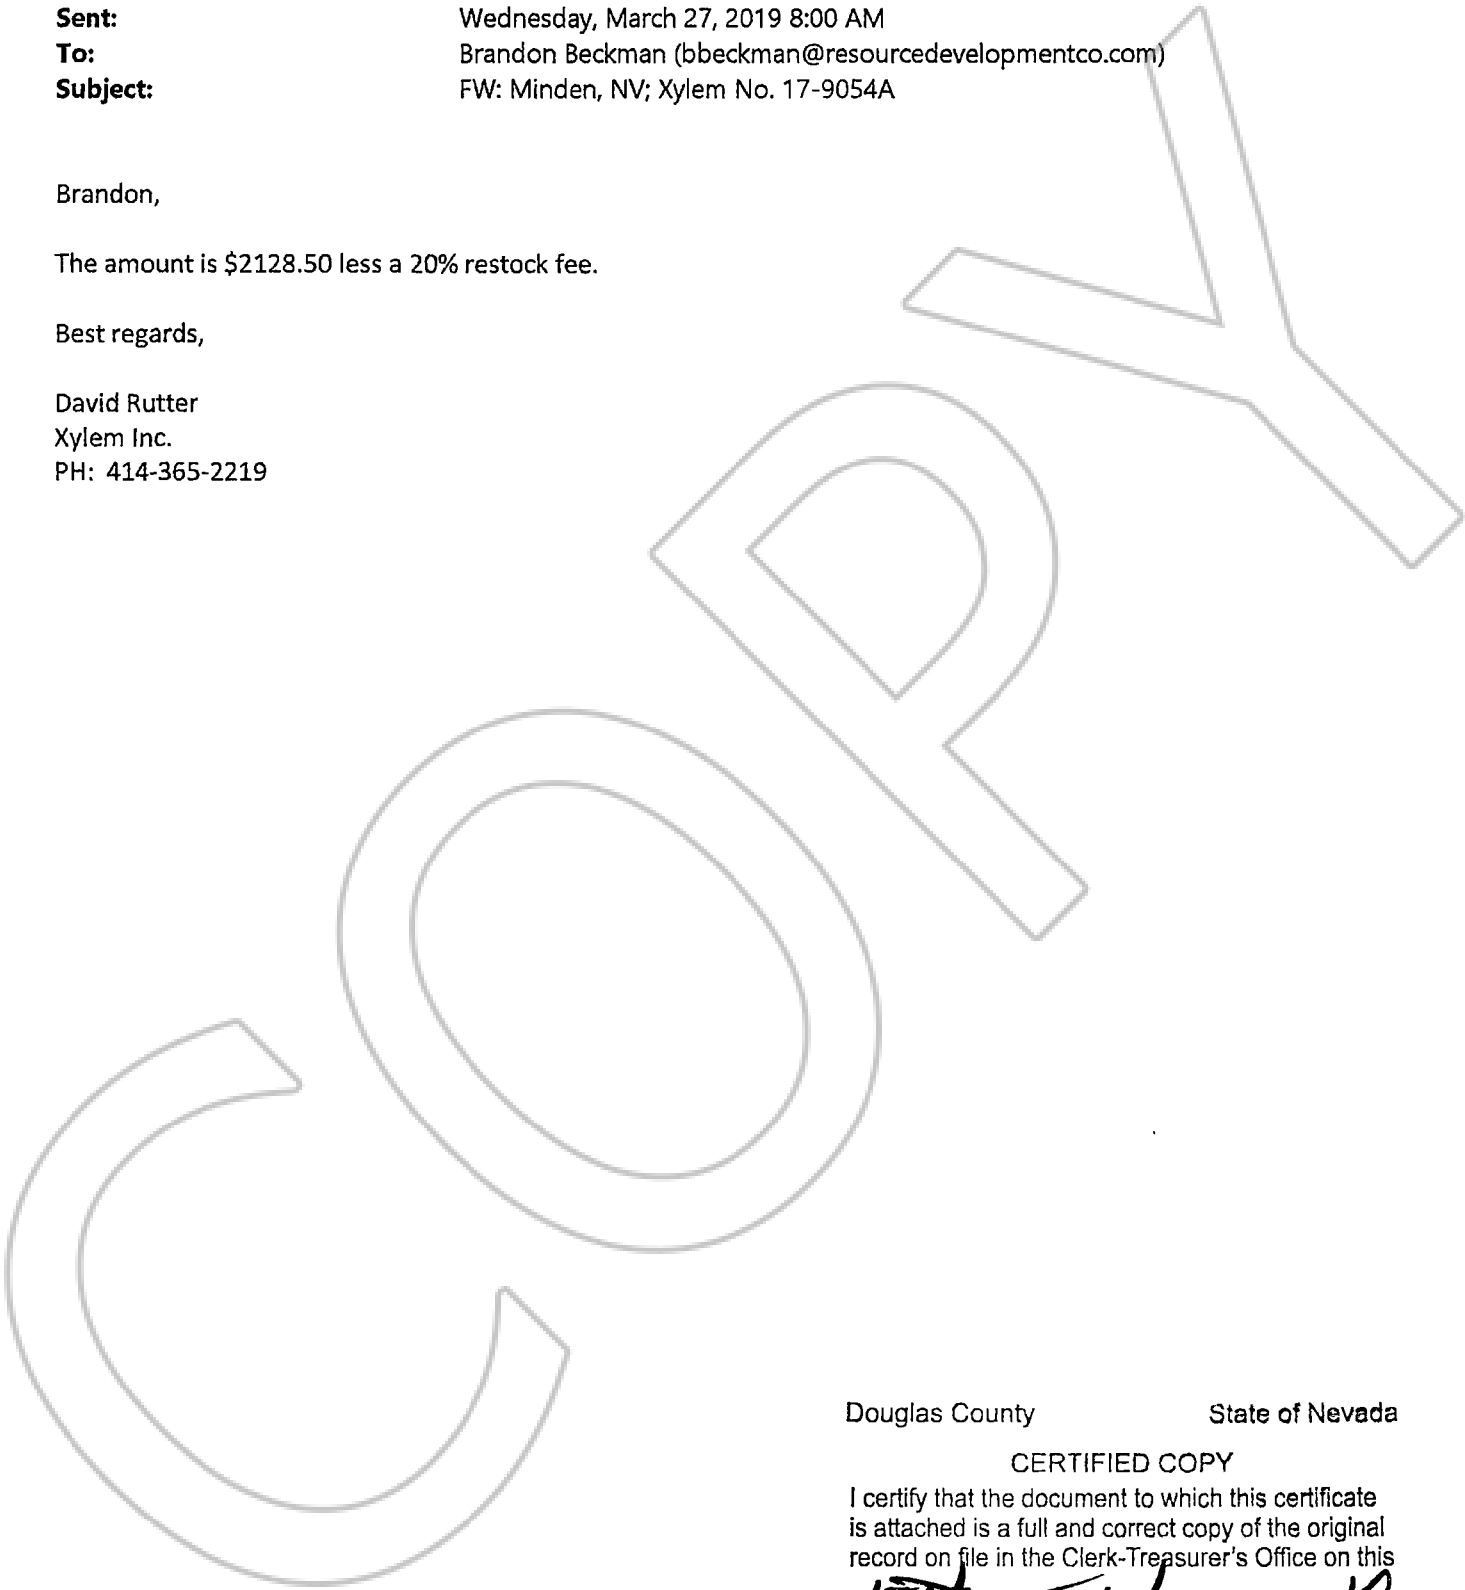 Sent: Wednesday, March 27, 2019 8:00 AM
To: Brandon Beckman (bbeckman@resourcedevelopmentco.com)
Subject: FW: Minden, NV; Xylem No. 17-9054A
Brandon,
The amount is $2128.50 less a 20% restock fee.
Best regards,
David Rutter
Xylem Inc.
PH: 414-365-2219
COPY
Douglas County State of Nevada
CERTIFIED COPY
I certify that the document to which this certificate
is attached is a full and correct copy of the original
record on file in the Clerk-Treasurer's Office on this